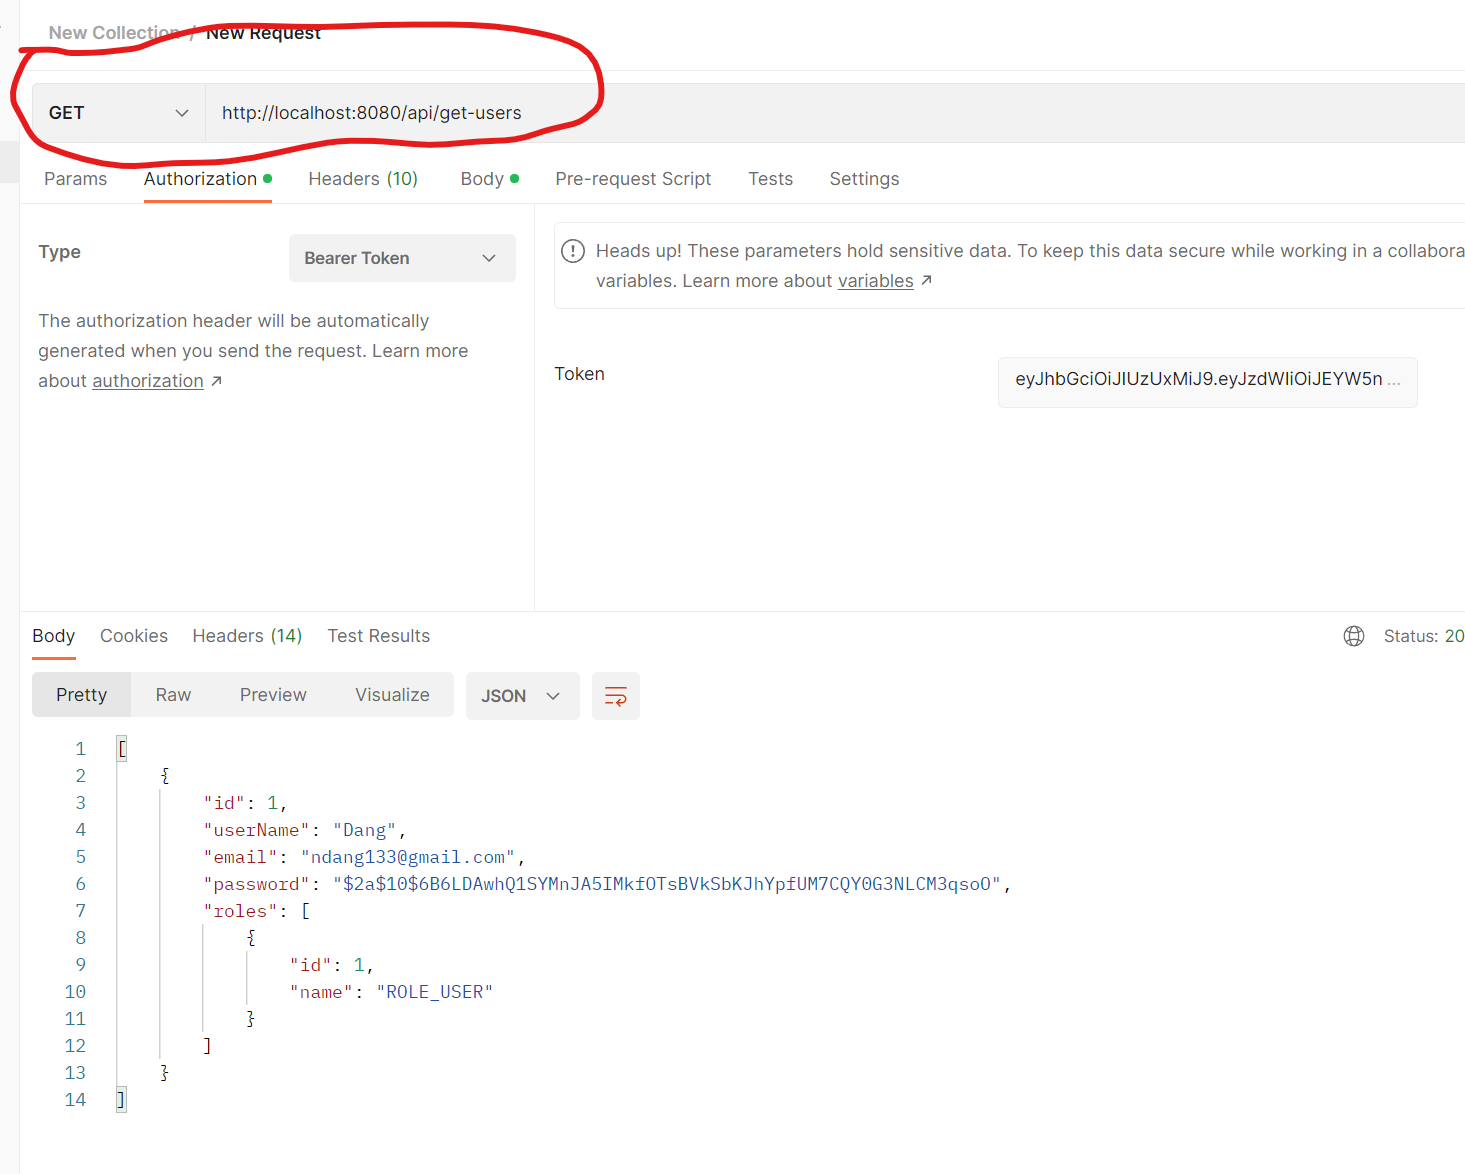 New Collection / New Request
GET http://localhost:8080/api/get-users
Params Authorization Headers (10) Body Pre-request Script Tests Settings
Type Bearer Token
The authorization header will be automatically
generated when you send the request. Learn more
about authorization ↗
! Heads up! These parameters hold sensitive data. To keep this data secure while working in a collabora
variables. Learn more about variables ↗
Token eyJhbGciOiJIUzUxMiJ9.eyJzdWIiOiJEYW5n ...
Body Cookies Headers (14) Test Results Status: 20
Pretty Raw Preview Visualize JSON
1 [
2 {
3 "id": 1,
4 "userName": "Dang",
5 "email": "ndang133@gmail.com",
6 "password": "$2a$10$6B6LDAwhQ1SYMnJA5IMkfOTsBVkSbKJhYpfUM7CQY0G3NLCM3qsoO",
7 "roles": [
8 {
9 "id": 1,
10 "name": "ROLE_USER"
11 }
12 ]
13 }
14 ]